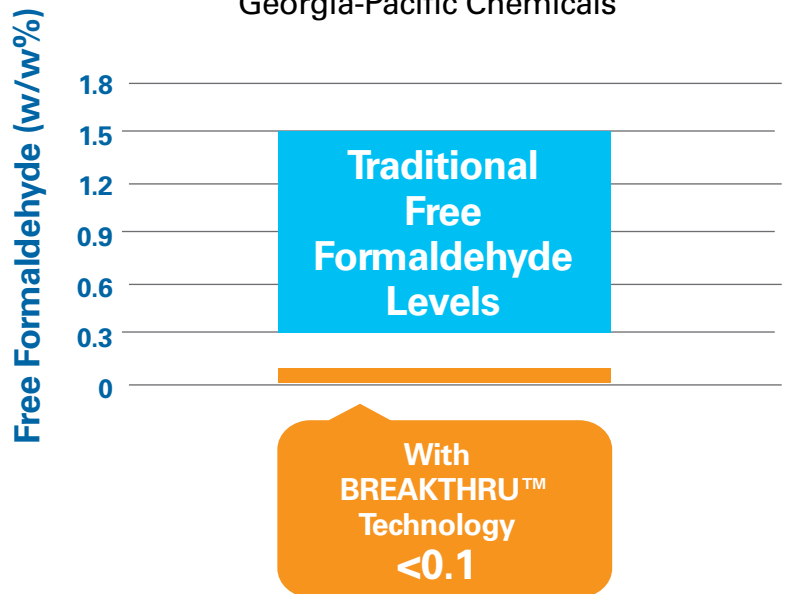 Georgia-Pacific Chemicals
Free Formaldehyde (w/w%)
1.8
1.5
1.2
0.9
0.6
0.3
0
Traditional
Free
Formaldehyde
Levels
With
BREAKTHRU™
Technology
<0.1